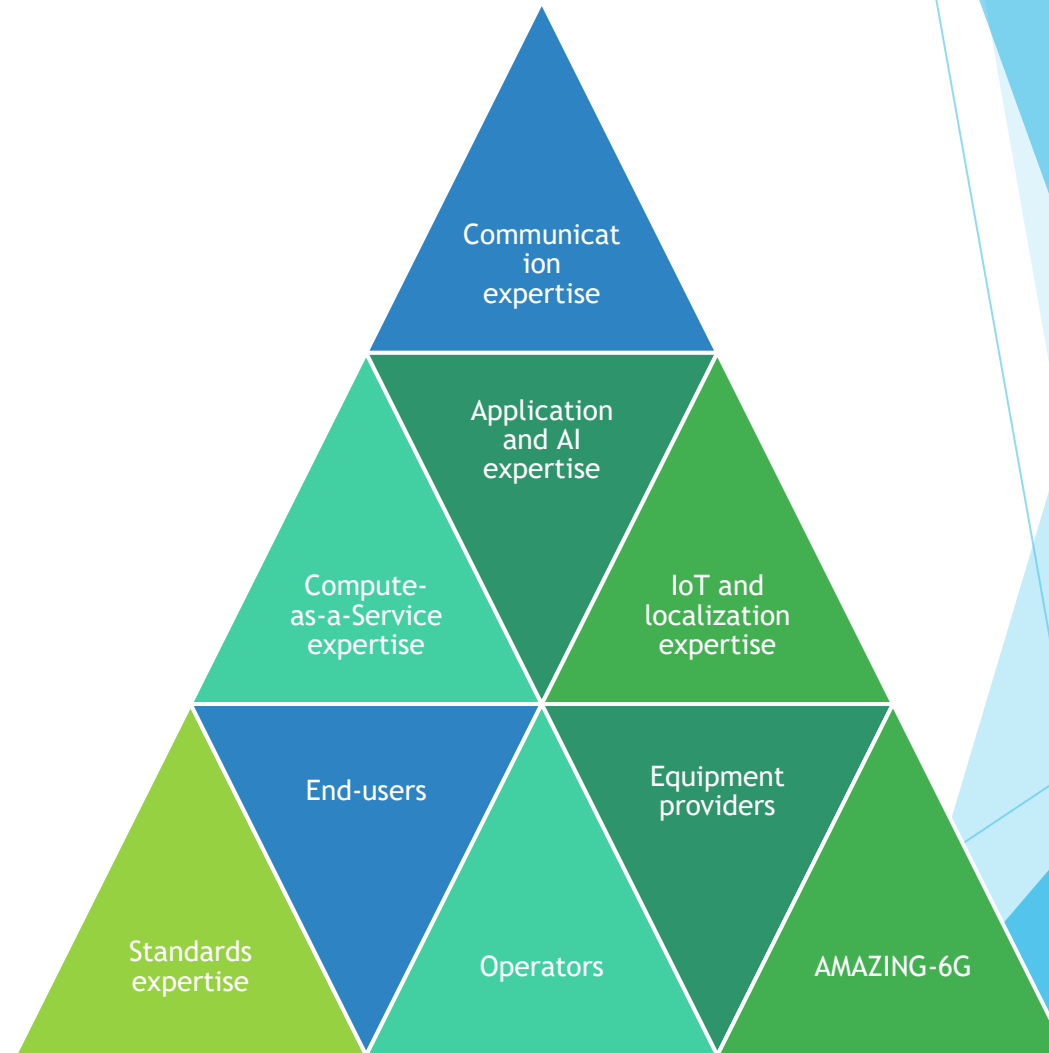 Communicat
ion
expertise
Application
and AI
expertise
Compute-
as-a-Service
expertise
IoT and
localization
expertise
End-users
Equipment
providers
Standards
expertise
Operators
AMAZING-6G